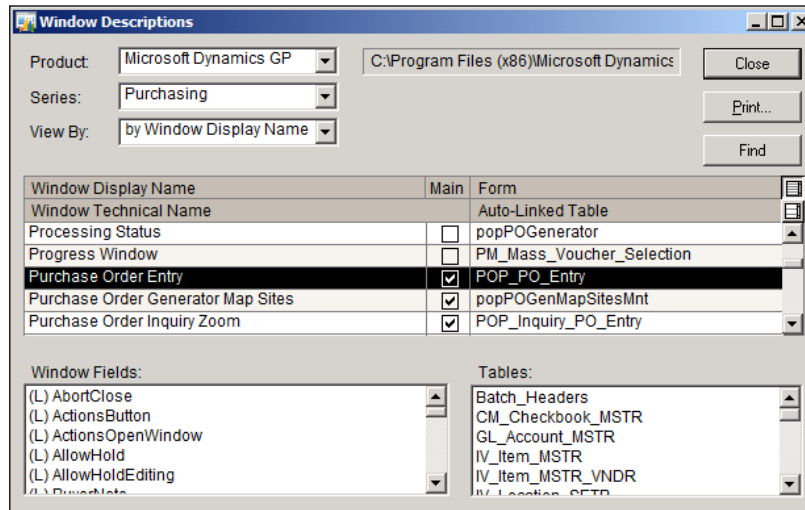 Window Descriptions
Product: Microsoft Dynamics GP C:\Program Files (x86)\Microsoft Dynamics Close
Series: Purchasing Print...
View By: by Window Display Name Find
Window Display Name Main Form
Window Technical Name Auto-Linked Table
Processing Status popPOGenerator
Progress Window PM_Mass_Voucher_Selection
Purchase Order Entry POP_PO_Entry
Purchase Order Generator Map Sites popPOGenMapSitesMnt
Purchase Order Inquiry Zoom POP_Inquiry_PO_Entry
Window Fields: Tables:
(L) AbortClose Batch_Headers
(L) ActionsButton CM_Checkbook_MSTR
(L) ActionsOpenWindow GL_Account_MSTR
(L) AllowHold IV_Item_MSTR
(L) AllowHoldEditing IV_Item_MSTR_VNDR
(L) BuyerNote IV_Location_SETP